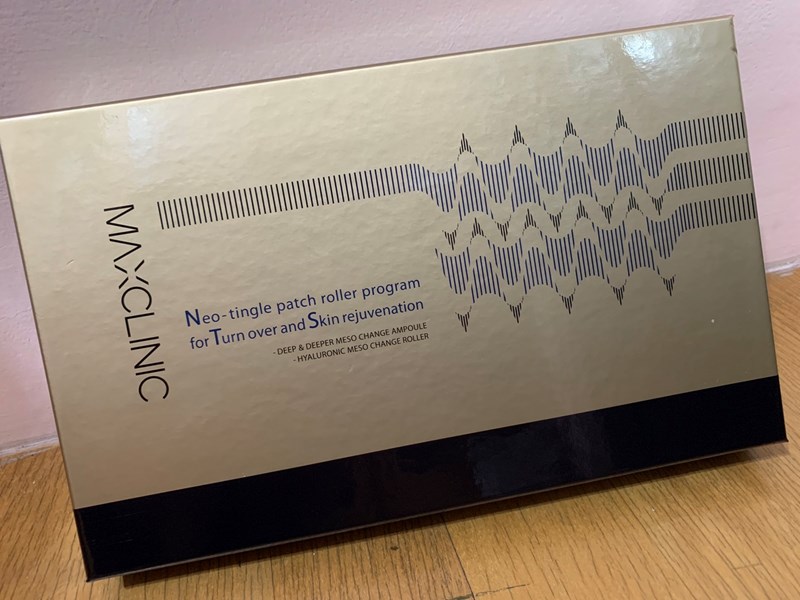 MAXCLINIC
Neo-tingle patch roller program
for Turn over and Skin rejuvenation
- DEEP & DEEPER MESO CHANGE AMPOULE
- HYALURONIC MESO CHANGE ROLLER